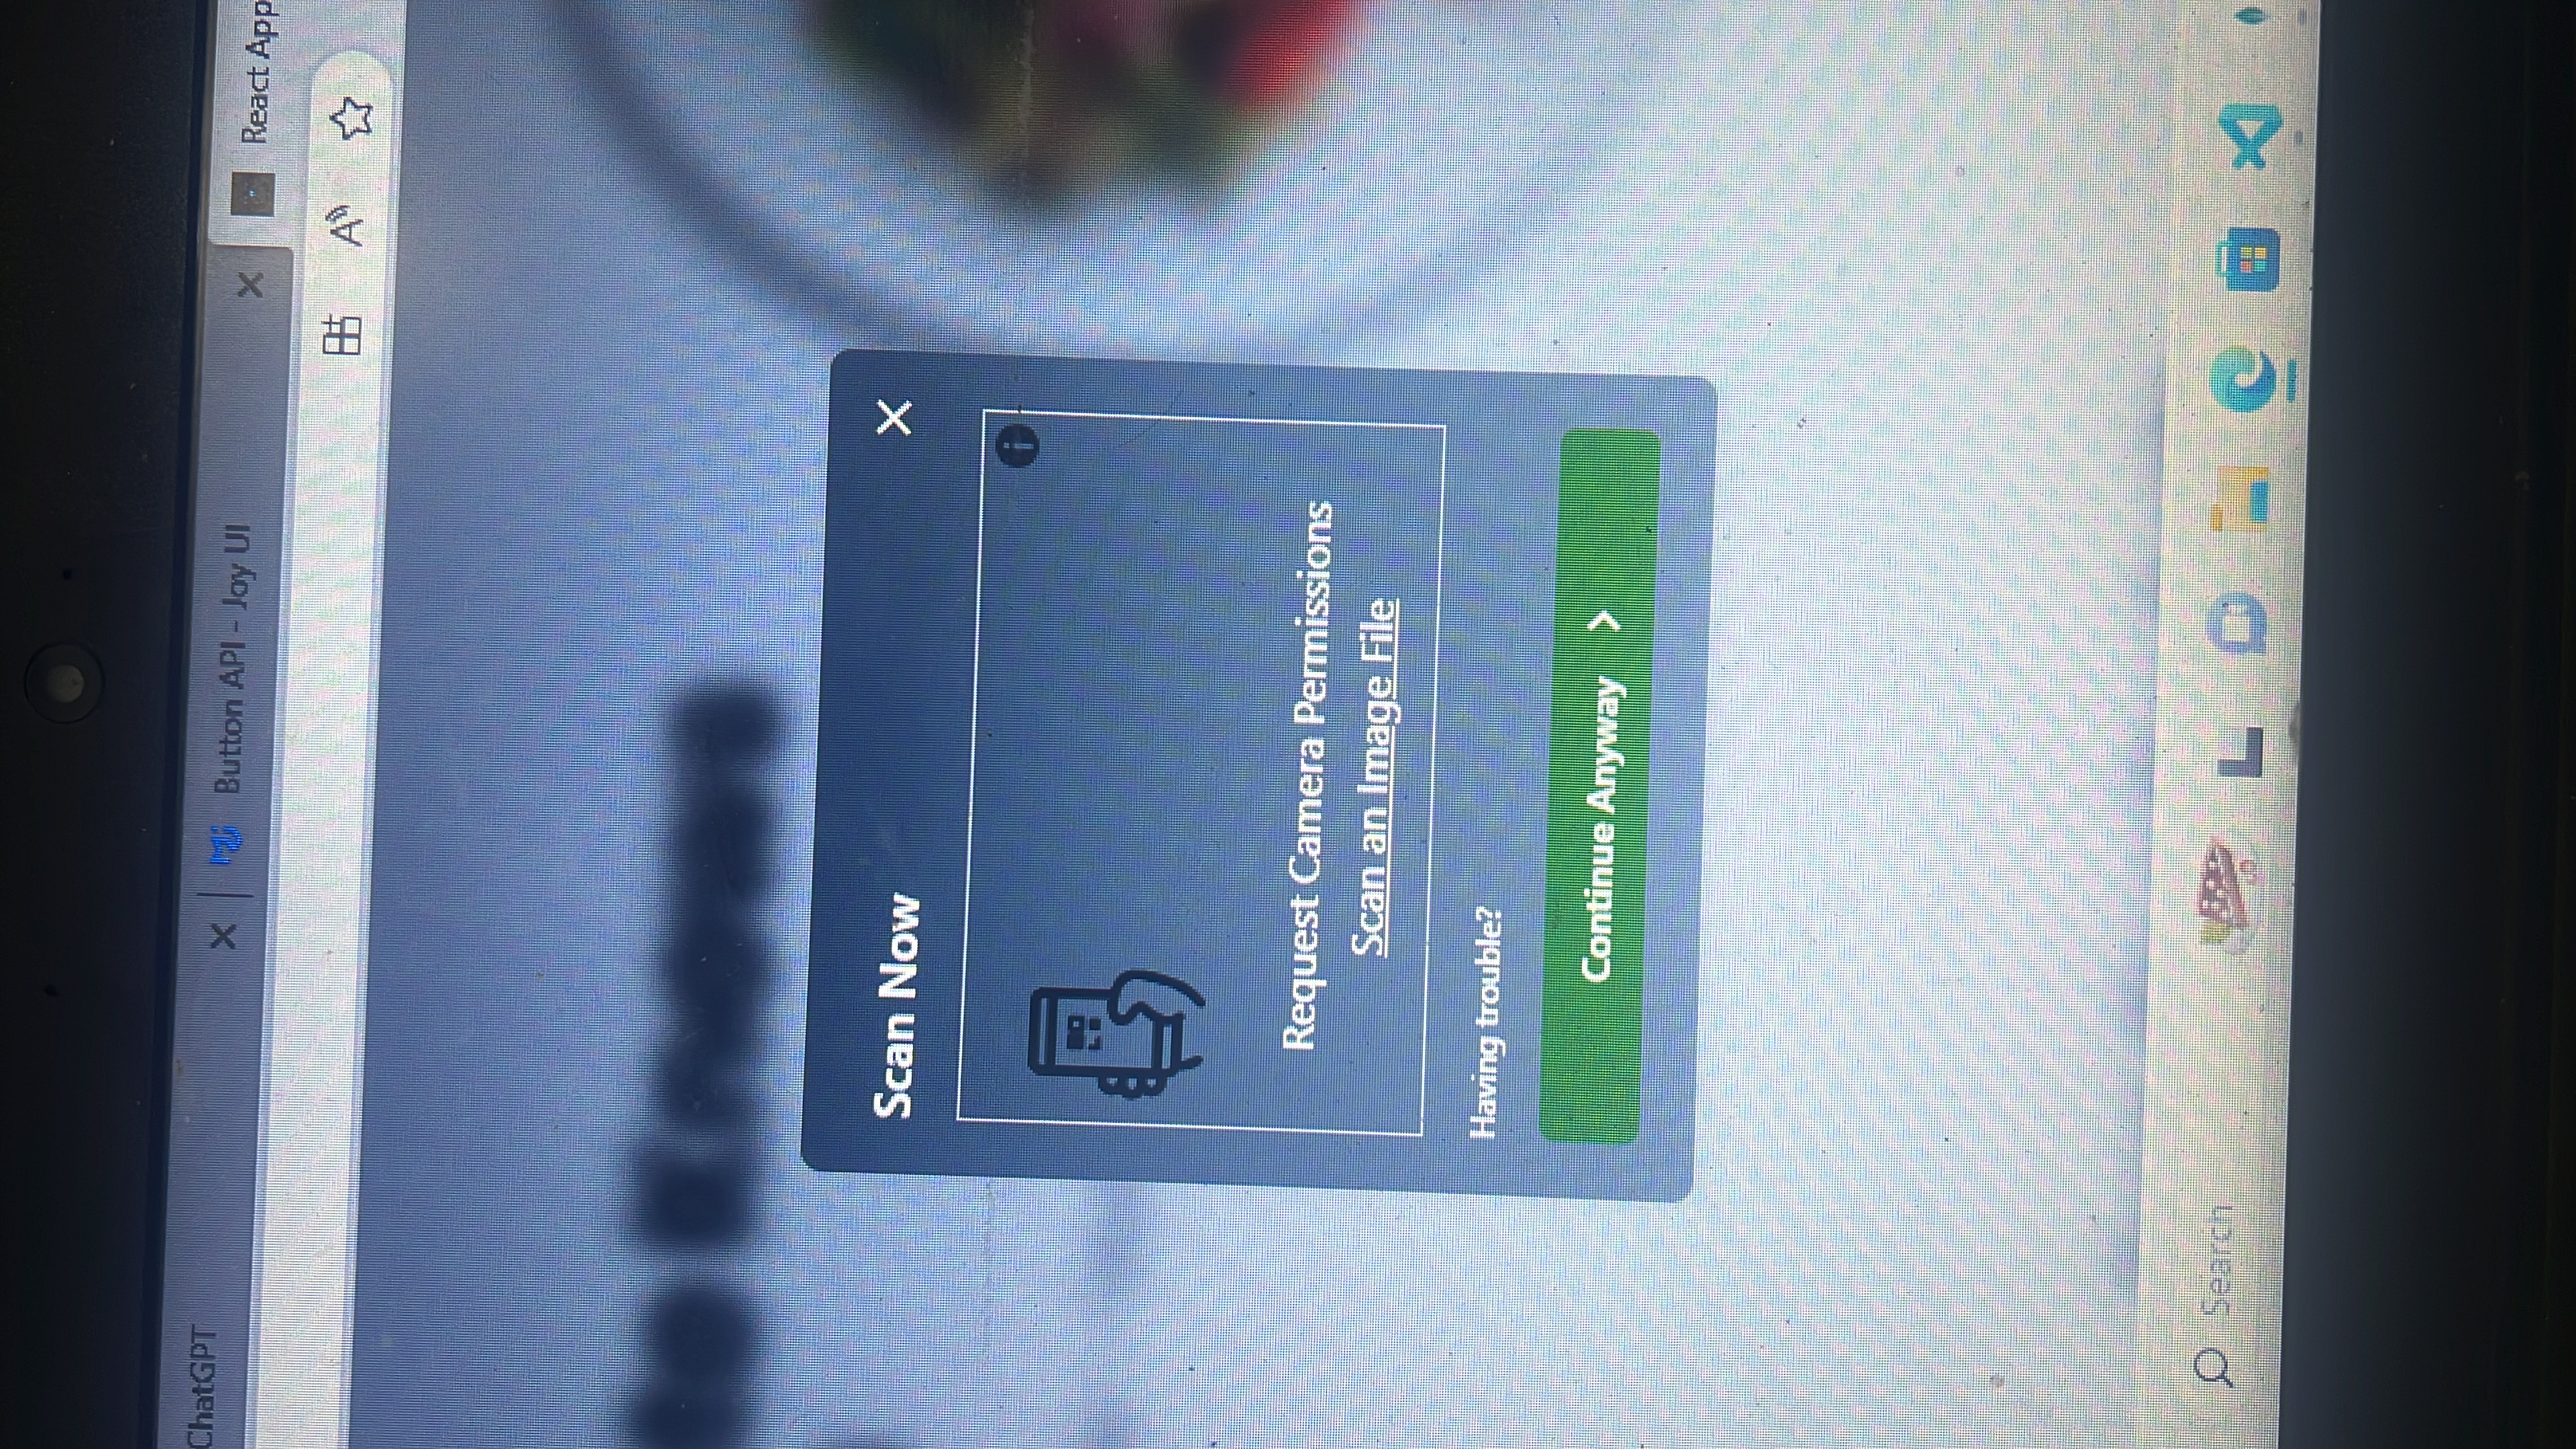 ChatGPT
Button API - Joy UI
React App
Scan Now
Request Camera Permissions
Scan an Image File
Having trouble?
Continue Anyway
Search